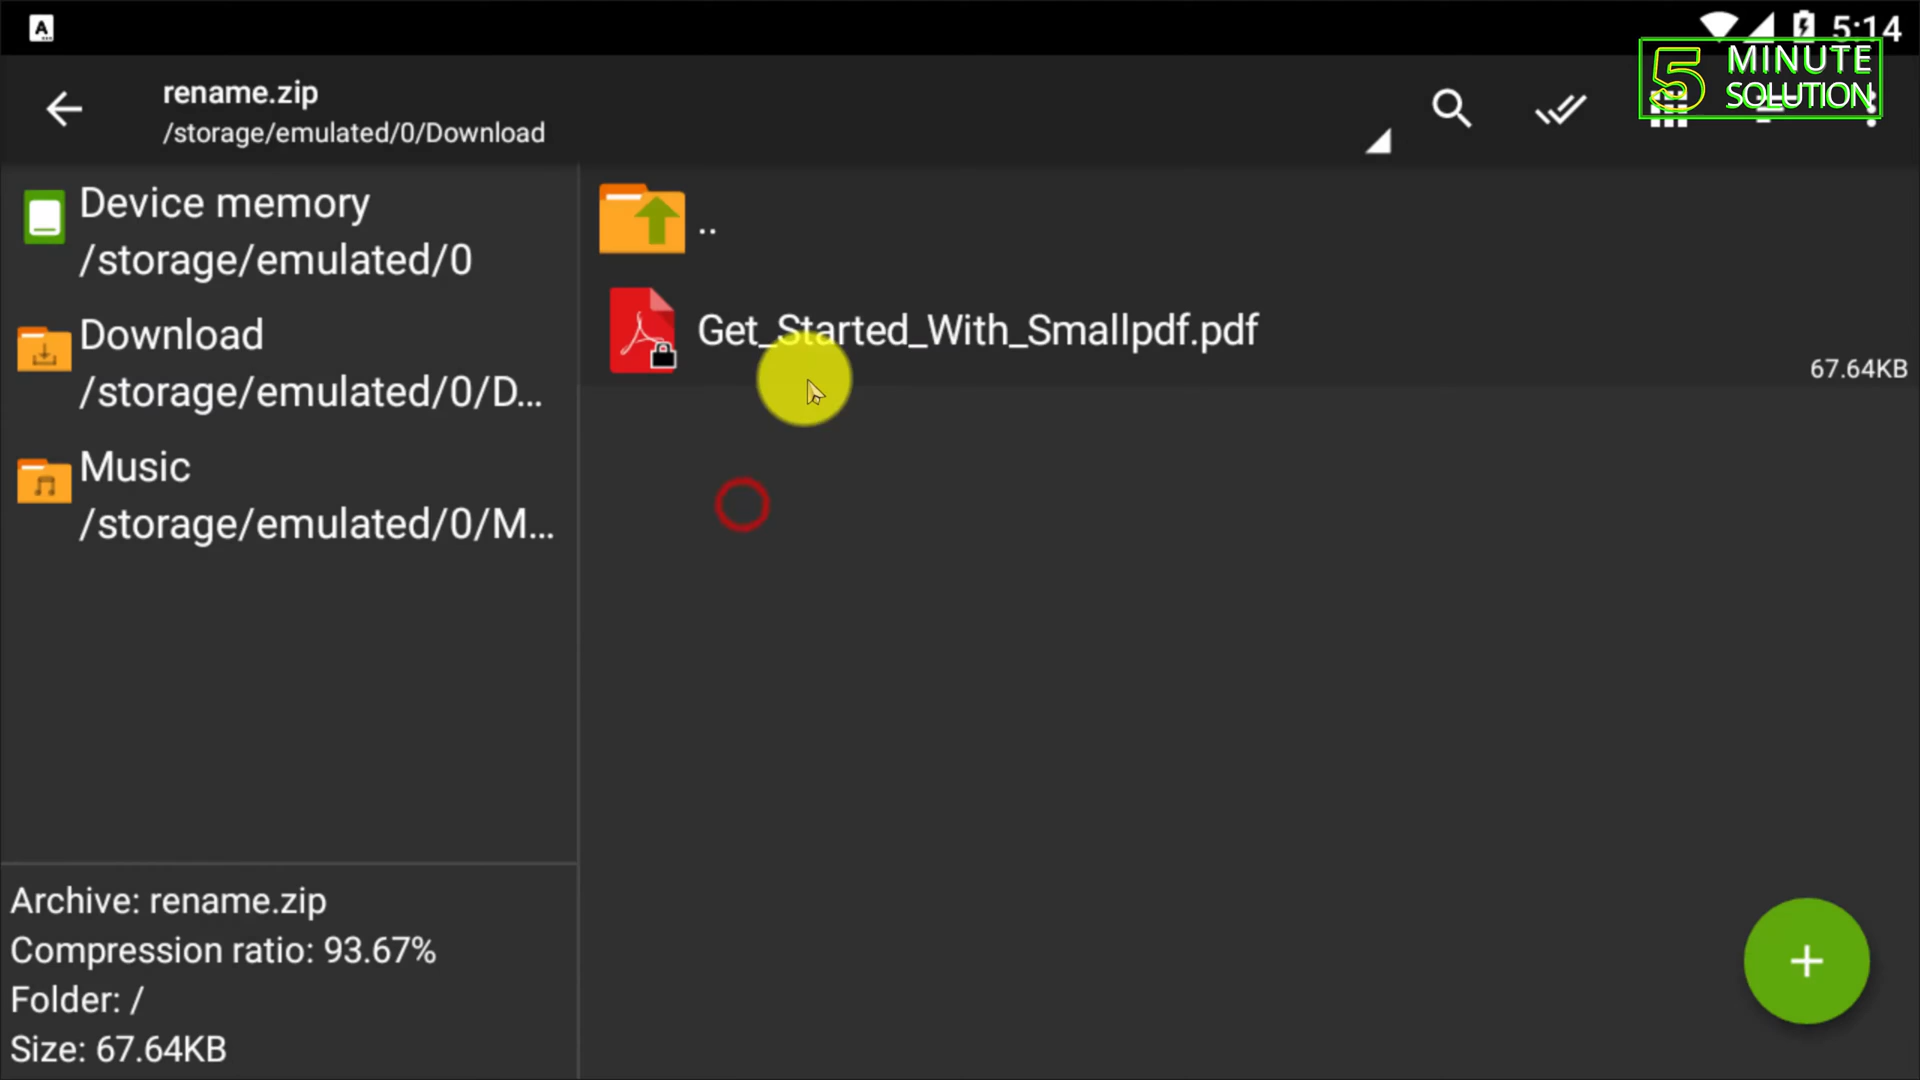 5:14
5 MINUTE
SOLUTION
rename.zip
/storage/emulated/0/Download
Device memory
/storage/emulated/0
Download
/storage/emulated/0/D...
Music
/storage/emulated/0/M...
..
Get_Started_With_Smallpdf.pdf
67.64KB
Archive: rename.zip
Compression ratio: 93.67%
Folder: /
Size: 67.64KB